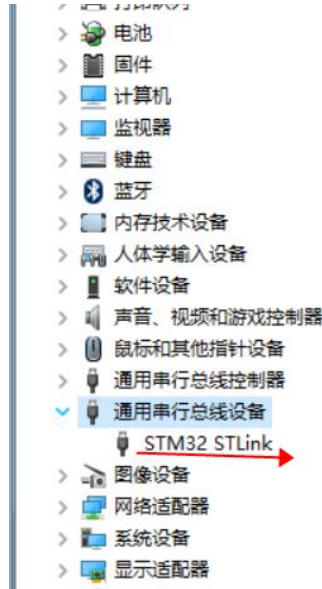 电池
固件
计算机
监视器
键盘
蓝牙
内存技术设备
人体学输入设备
软件设备
声音、视频和游戏控制器
鼠标和其他指针设备
通用串行总线控制器
通用串行总线设备
STM32 STLink
图像设备
网络适配器
系统设备
显示适配器